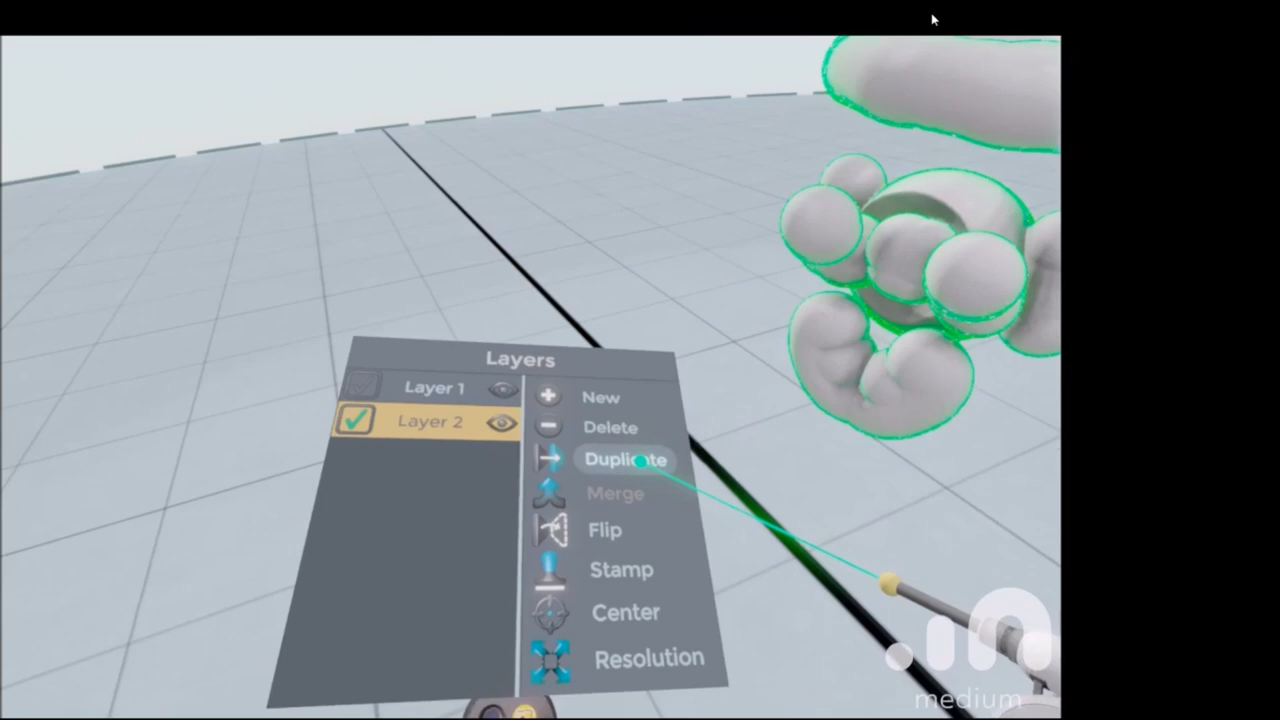 Layers
Layer 1
Layer 2
New
Delete
Duplicate
Merge
Flip
Stamp
Center
Resolution
medium